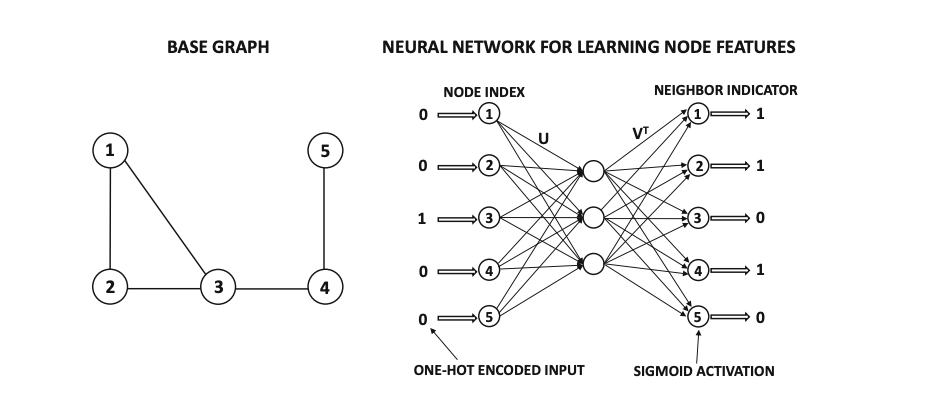 BASE GRAPH
NEURAL NETWORK FOR LEARNING NODE FEATURES
1
5
2
3
4
NODE INDEX
NEIGHBOR INDICATOR
0 1
U
Vᵀ
1 1
0 2
2 1
1 3
3 0
0 4
4 1
0 5
5 0
ONE-HOT ENCODED INPUT
SIGMOID ACTIVATION